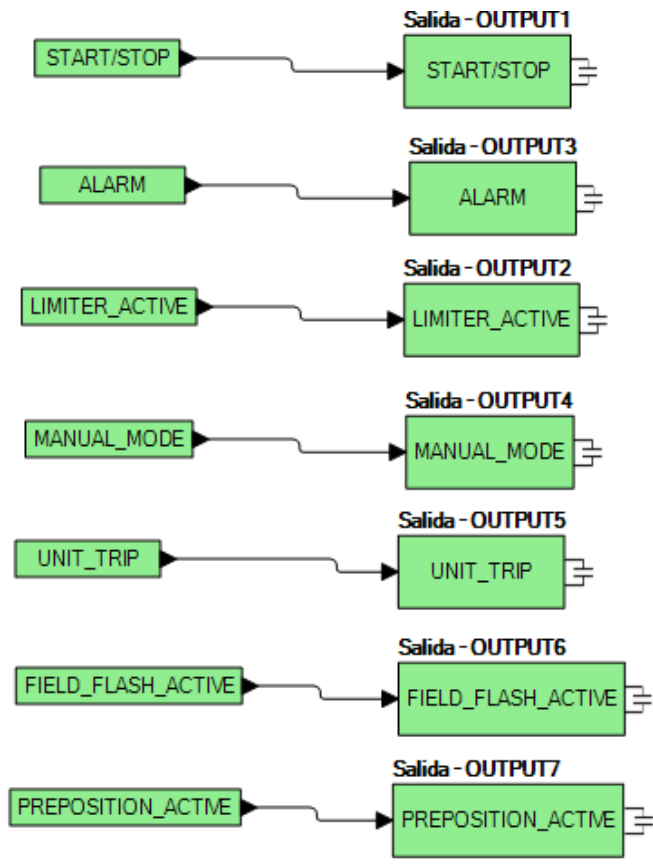 Salida - OUTPUT1
START/STOP
START/STOP
Salida - OUTPUT3
ALARM
ALARM
Salida - OUTPUT2
LIMITER_ACTIVE
LIMITER_ACTIVE
Salida - OUTPUT4
MANUAL_MODE
MANUAL_MODE
Salida - OUTPUT5
UNIT_TRIP
UNIT_TRIP
Salida - OUTPUT6
FIELD_FLASH_ACTIVE
FIELD_FLASH_ACTIVE
Salida - OUTPUT7
PREPOSITION_ACTIVE
PREPOSITION_ACTIVE